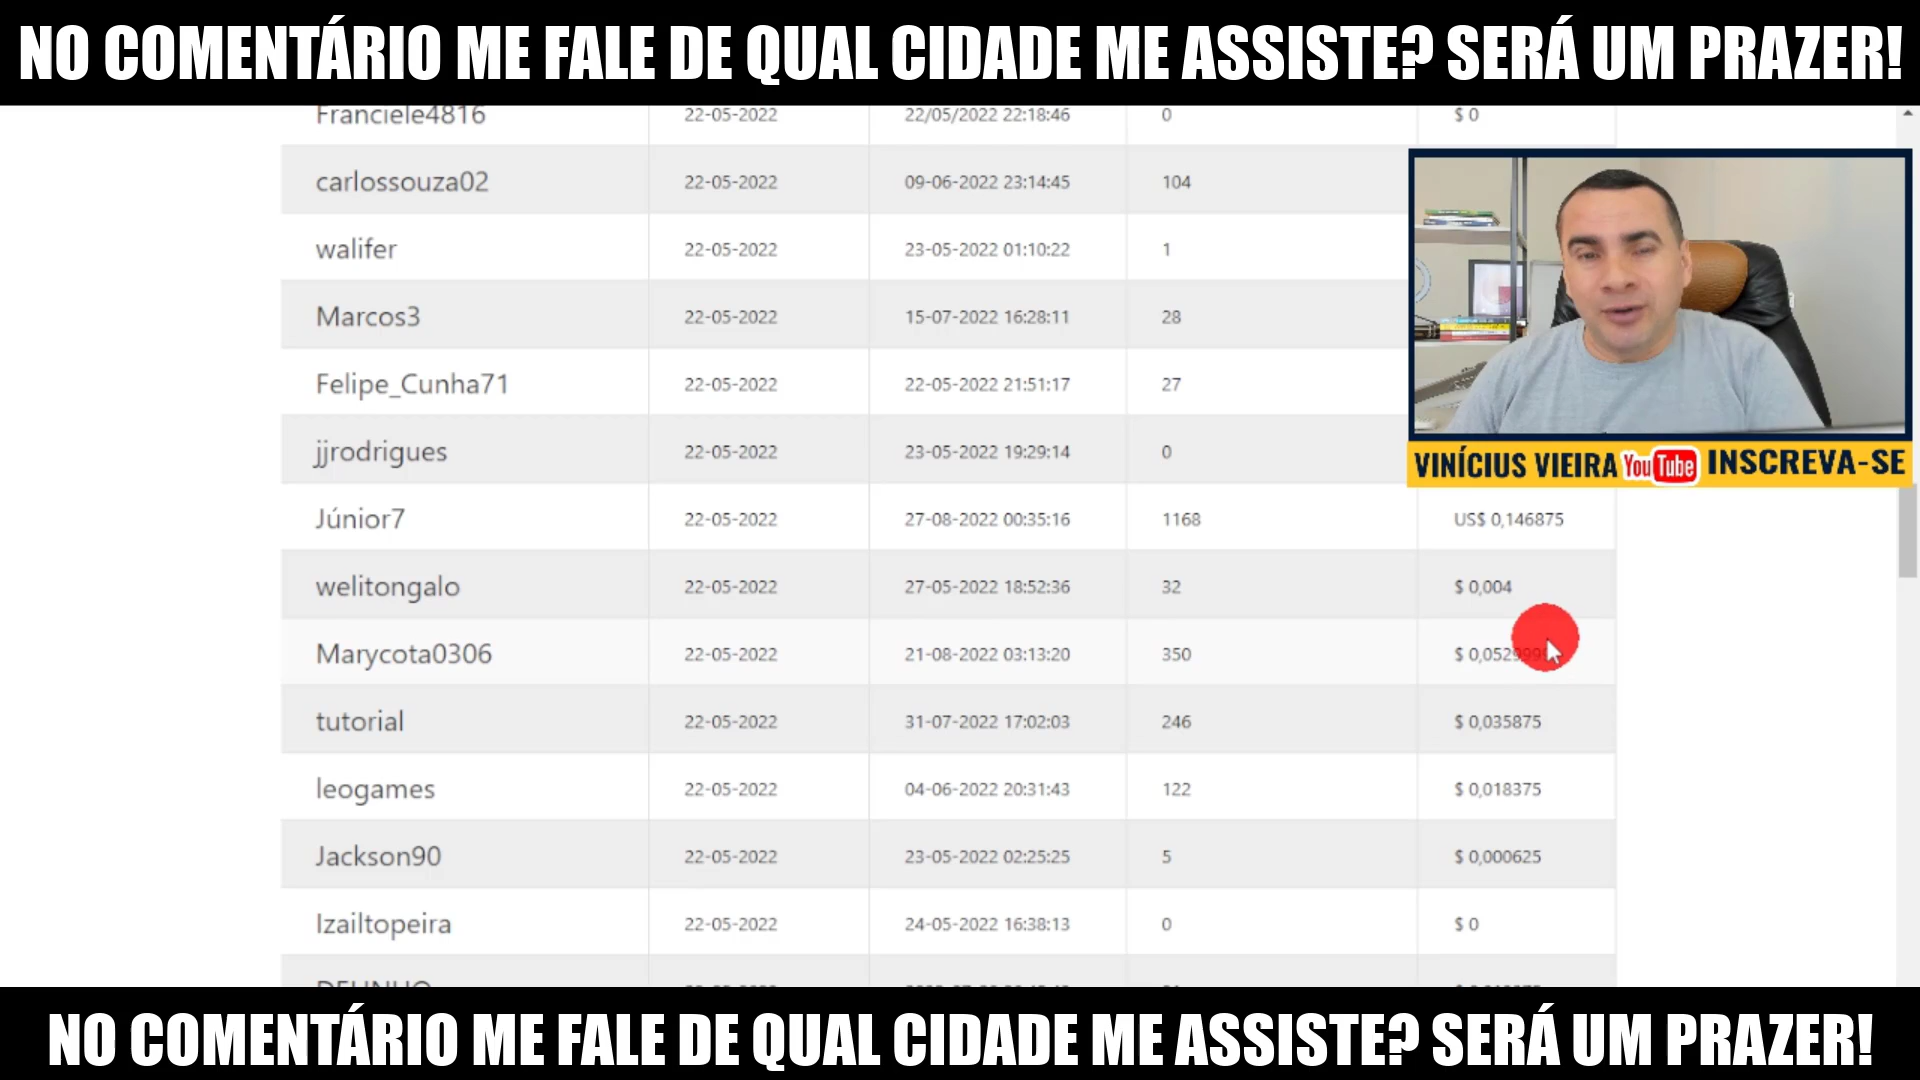 NO COMENTÁRIO ME FALE DE QUAL CIDADE ME ASSISTE? SERÁ UM PRAZER!
Franciele4816 22-05-2022 22/05/2022 22:18:46 0 $ 0
carlossouza02 22-05-2022 09-06-2022 23:14:45 104
walifer 22-05-2022 23-05-2022 01:10:22 1
Marcos3 22-05-2022 15-07-2022 16:28:11 28
Felipe_Cunha71 22-05-2022 22-05-2022 21:51:17 27
jjrodrigues 22-05-2022 23-05-2022 19:29:14 0
VINÍCIUS VIEIRA YouTube INSCREVA-SE
Júnior7 22-05-2022 27-08-2022 00:35:16 1168 US$ 0,146875
welitongalo 22-05-2022 27-05-2022 18:52:36 32 $ 0,004
Marycota0306 22-05-2022 21-08-2022 03:13:20 350
tutorial 22-05-2022 31-07-2022 17:02:03 246 $ 0,035875
leogames 22-05-2022 04-06-2022 20:31:43 122 $ 0,018375
Jackson90 22-05-2022 23-05-2022 02:25:25 5 $ 0,000625
Izailtopeira 22-05-2022 24-05-2022 16:38:13 0 $ 0
NO COMENTÁRIO ME FALE DE QUAL CIDADE ME ASSISTE? SERÁ UM PRAZER!